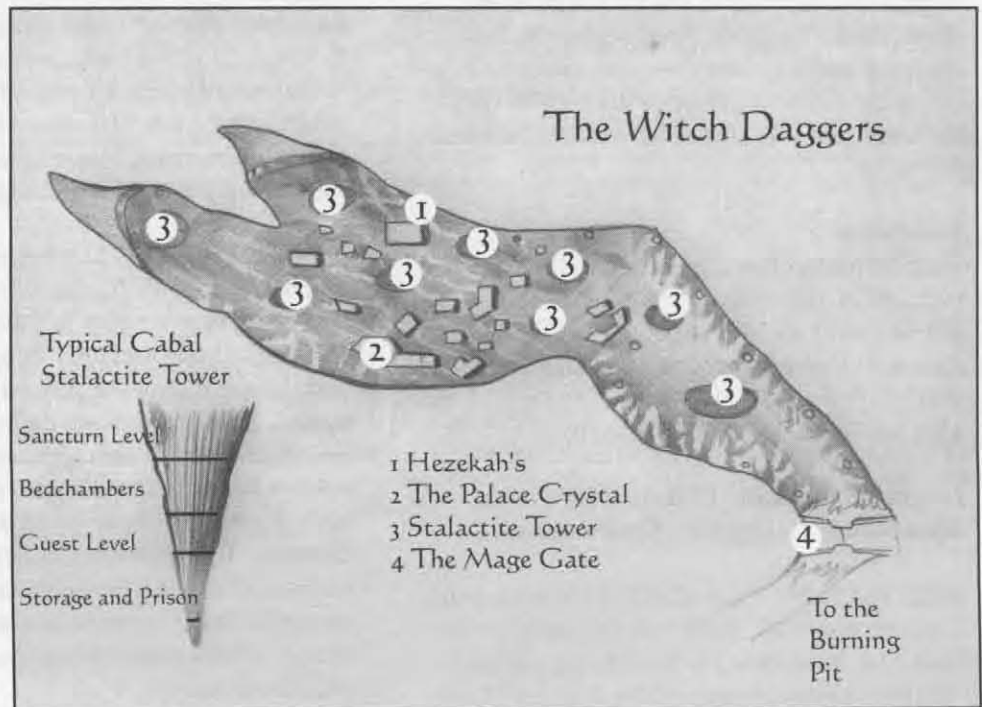 The Witch Daggers
3
3
1
3
3
3
3
3
3
2
3
Typical Cabal
Stalactite Tower
Sancturn Level
Bedchambers
Guest Level
Storage and Prison
1 Hezekah's
2 The Palace Crystal
3 Stalactite Tower
4 The Mage Gate
4
To the
Burning
Pit